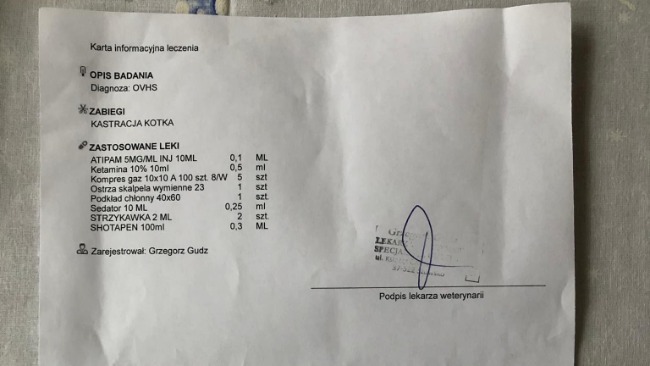 Karta informacyjna leczenia
OPIS BADANIA
Diagnoza: OVHS
ZABIEGI
KASTRACJA KOTKA
ZASTOSOWANE LEKI
ATIPAM 5MG/ML INJ 10ML 0,1 ML
Ketamina 10% 10ml 0,5 ml
Kompres gaz 10x10 A 100 szt. 8/W 5 szt
Ostrza skalpela wymienne 23 1 szt
Podkład chłonny 40x60 1 szt.
Sedator 10 ML 0,25 ml
STRZYKAWKA 2 ML 2 szt.
SHOTAPEN 100ml 0,3 ML
Zarejestrował: Grzegorz Gudz
SPECJA
ul.
Podpis lekarza weterynarii